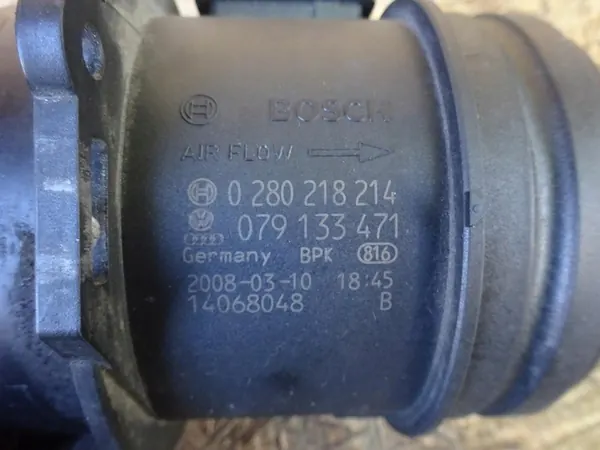 BOSCH
AIR FLOW
0 280 218 214
079 133 471
Germany BPK 816
2008-03-10 18:45
14068048 B